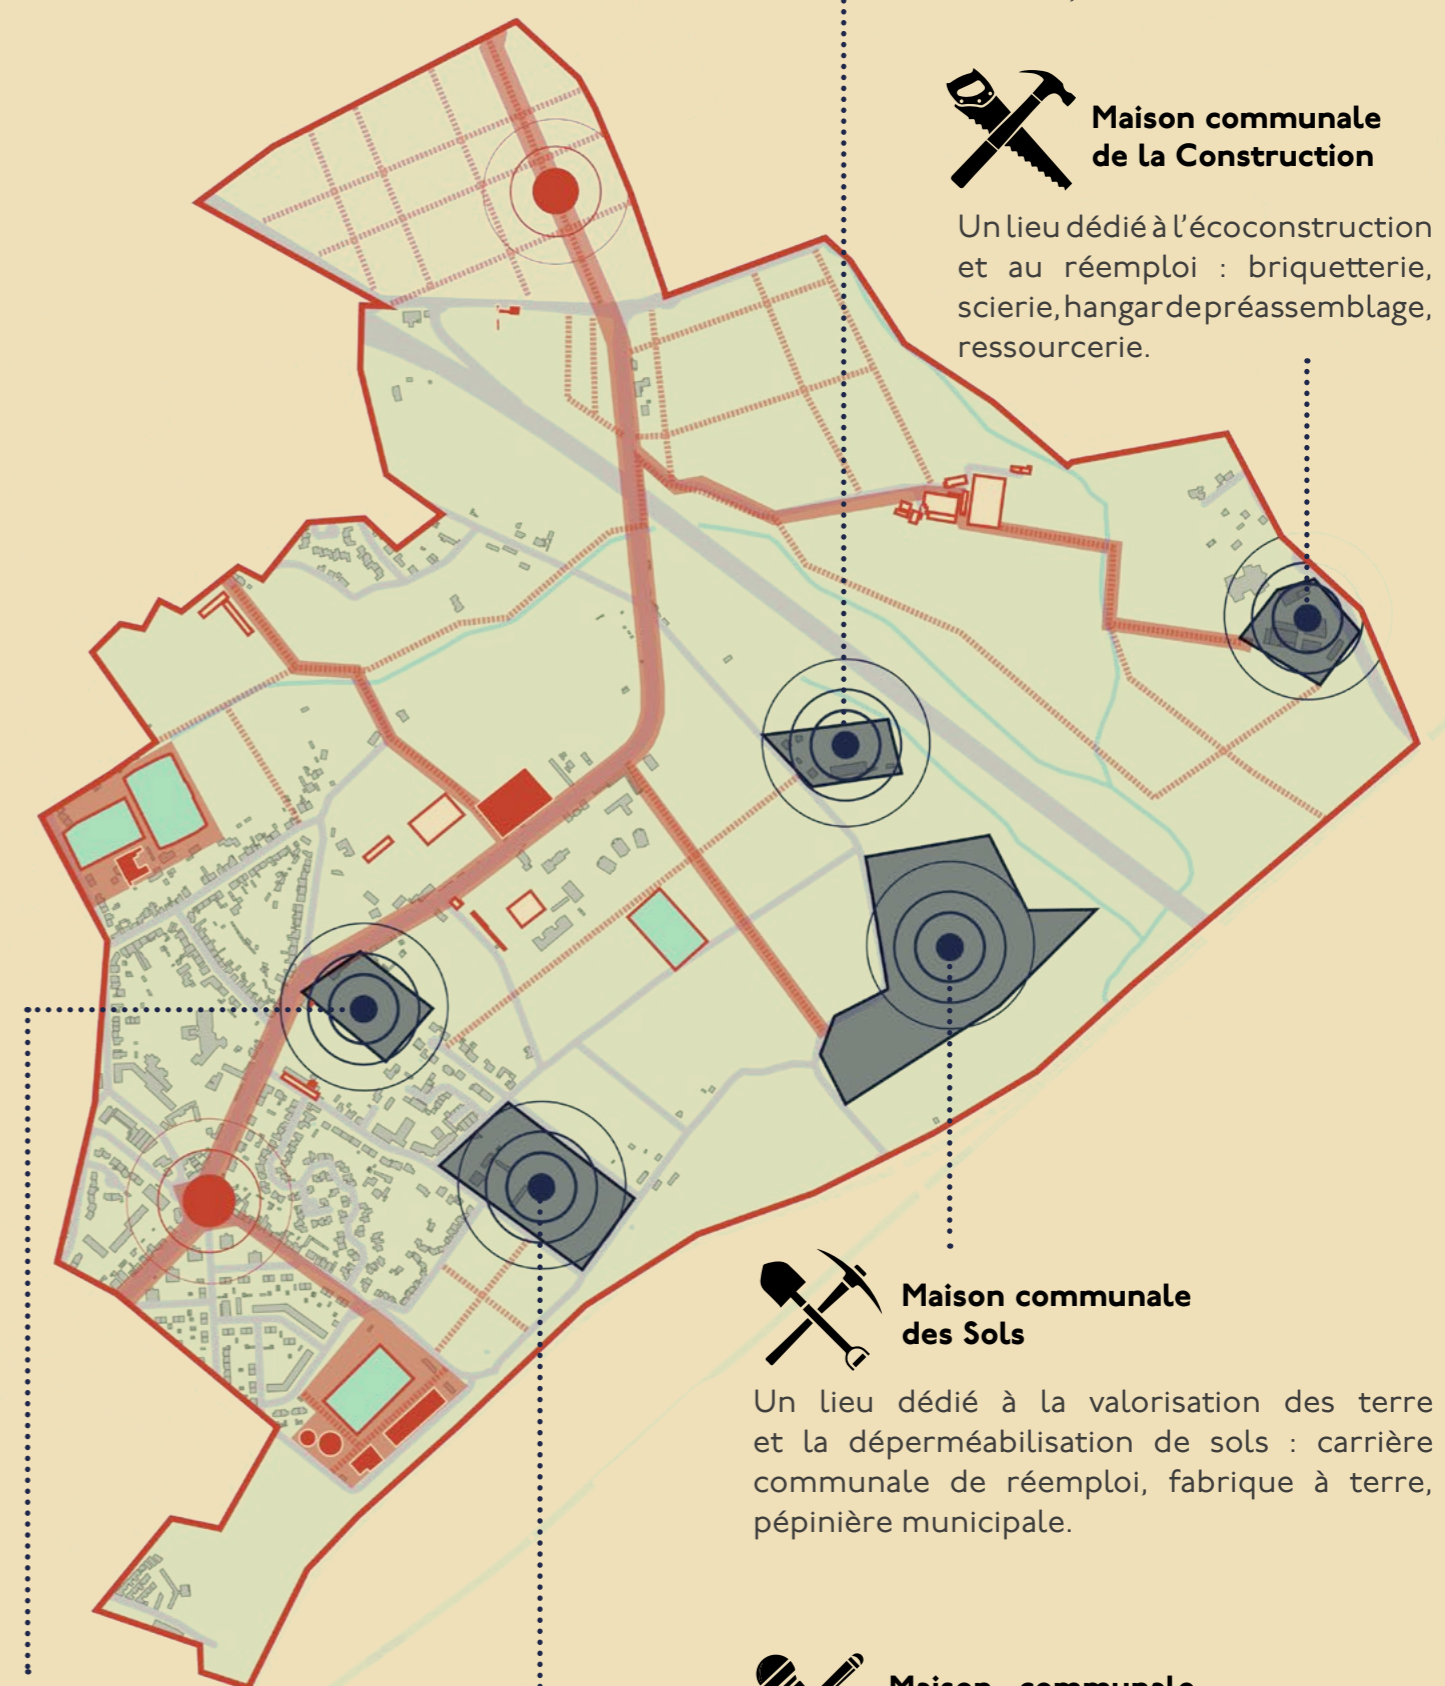 Maison communale
de la Construction
Un lieu dédié à l'écoconstruction
et au réemploi : briquetterie,
scierie, hangar de préassemblage,
ressourcerie.
Maison communale
des Sols
Un lieu dédié à la valorisation des terre
et la déperméabilisation de sols : carrière
communale de réemploi, fabrique à terre,
pépinière municipale.
Maison communale